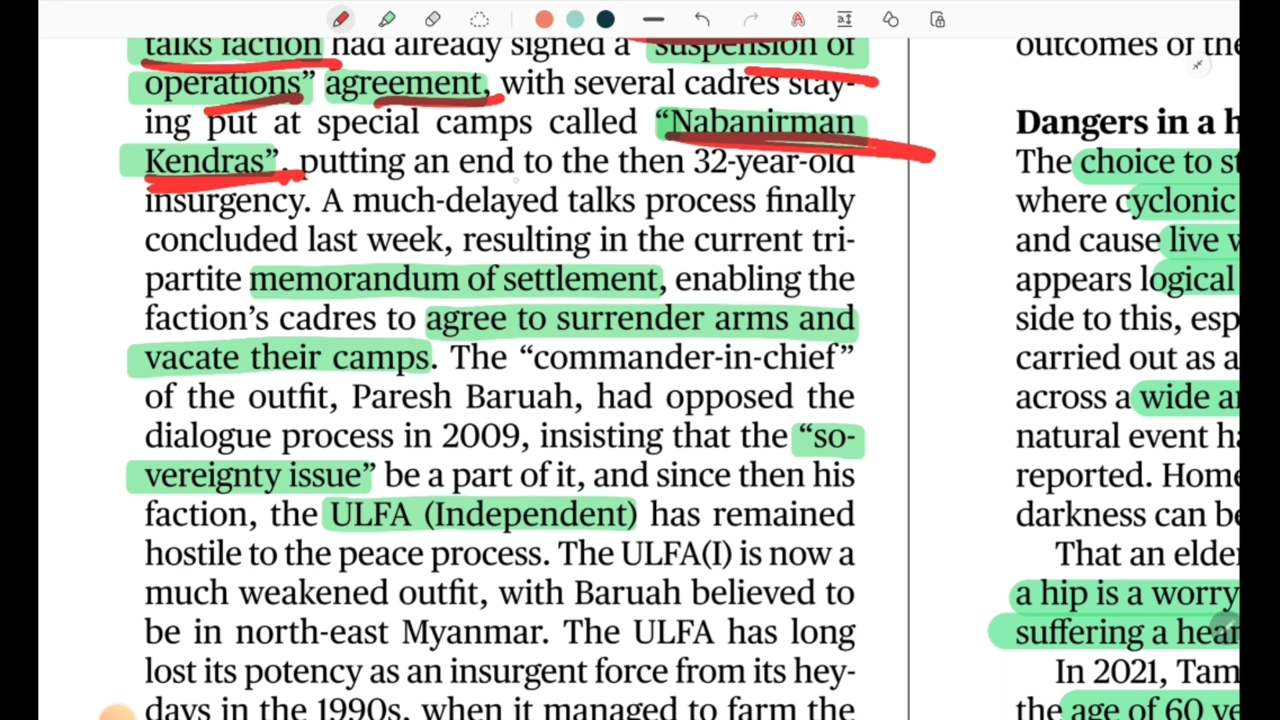 talks faction had already signed a "suspension of
operations" agreement, with several cadres stay-
ing put at special camps called "Nabanirman
Kendras", putting an end to the then 32-year-old
insurgency. A much-delayed talks process finally
concluded last week, resulting in the current tri-
partite memorandum of settlement, enabling the
faction's cadres to agree to surrender arms and
vacate their camps. The "commander-in-chief"
of the outfit, Paresh Baruah, had opposed the
dialogue process in 2009, insisting that the "so-
vereignty issue" be a part of it, and since then his
faction, the ULFA (Independent) has remained
hostile to the peace process. The ULFA(I) is now a
much weakened outfit, with Baruah believed to
be in north-east Myanmar. The ULFA has long
lost its potency as an insurgent force from its hey-
days in the 1990s, when it managed to farm the
outcomes of the
Dangers in a h
The choice to st
where cyclonic
and cause live w
appears logical
side to this, esp
carried out as a
across a wide ar
natural event ha
reported. Home
darkness can be
That an elder
a hip is a worry
suffering a hear
In 2021, Tam
the age of 60 ye